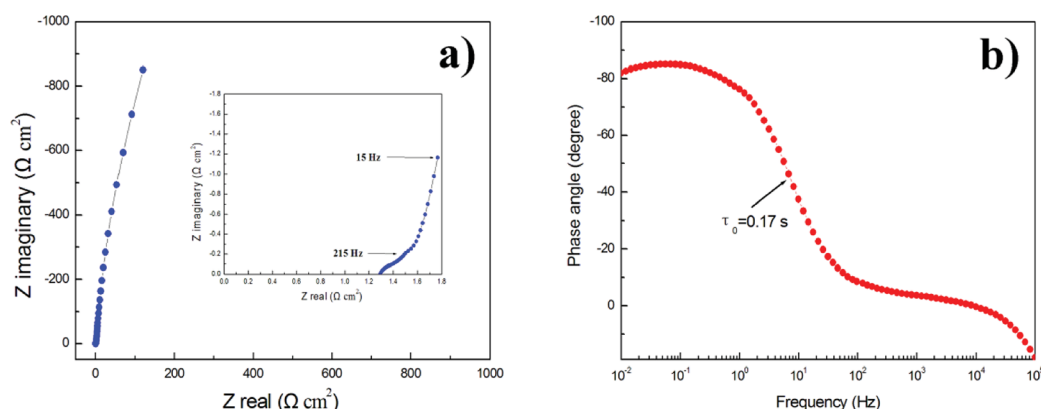 a)
-1000
-800
-600
-400
-200
0
Z imaginary (Ω cm²)
0 200 400 600 800 1000
Z real (Ω cm²)
-1.8
-1.6
-1.4
-1.2
-1.0
-0.8
-0.6
-0.4
-0.2
0.0
Z imaginary (Ω cm²)
15 Hz
215 Hz
0.0 0.2 0.4 0.6 0.8 1.0 1.2 1.4 1.6 1.8
Z real (Ω cm²)
b)
-100
-80
-60
-40
-20
0
Phase angle (degree)
τ₀=0.17 s
10⁻² 10⁻¹ 10⁰ 10¹ 10² 10³ 10⁴ 10⁵
Frequency (Hz)